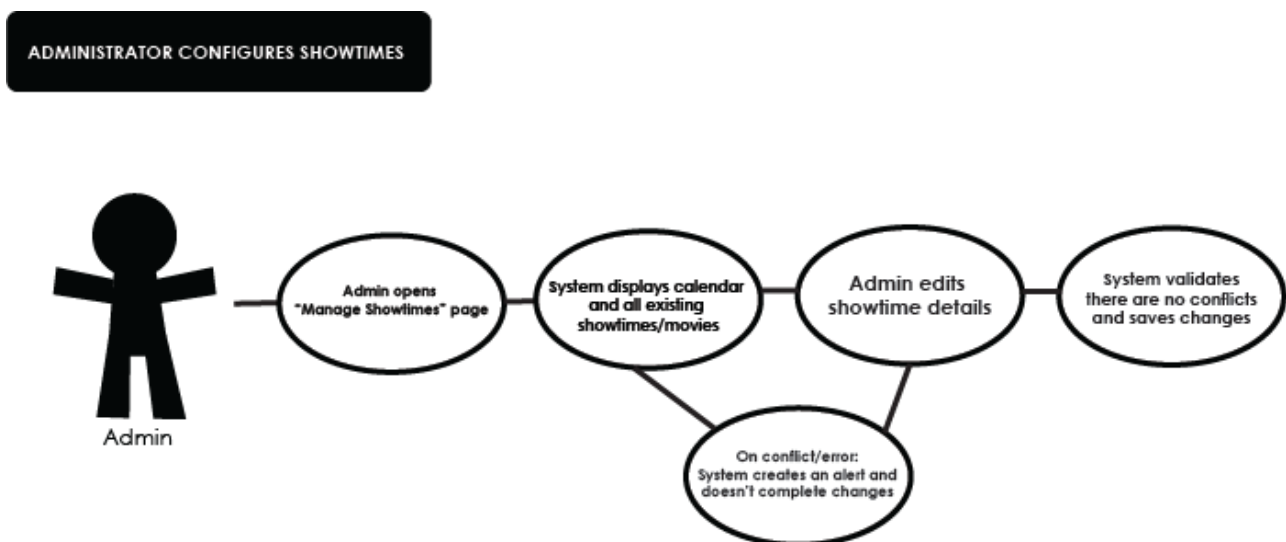 ADMINISTRATOR CONFIGURES SHOWTIMES
Admin opens
“Manage Showtimes” page
System displays calendar
and all existing
showtimes/movies
Admin edits
showtime details
System validates
there are no conflicts
and saves changes
On conflict/error:
System creates an alert and
doesn't complete changes
Admin